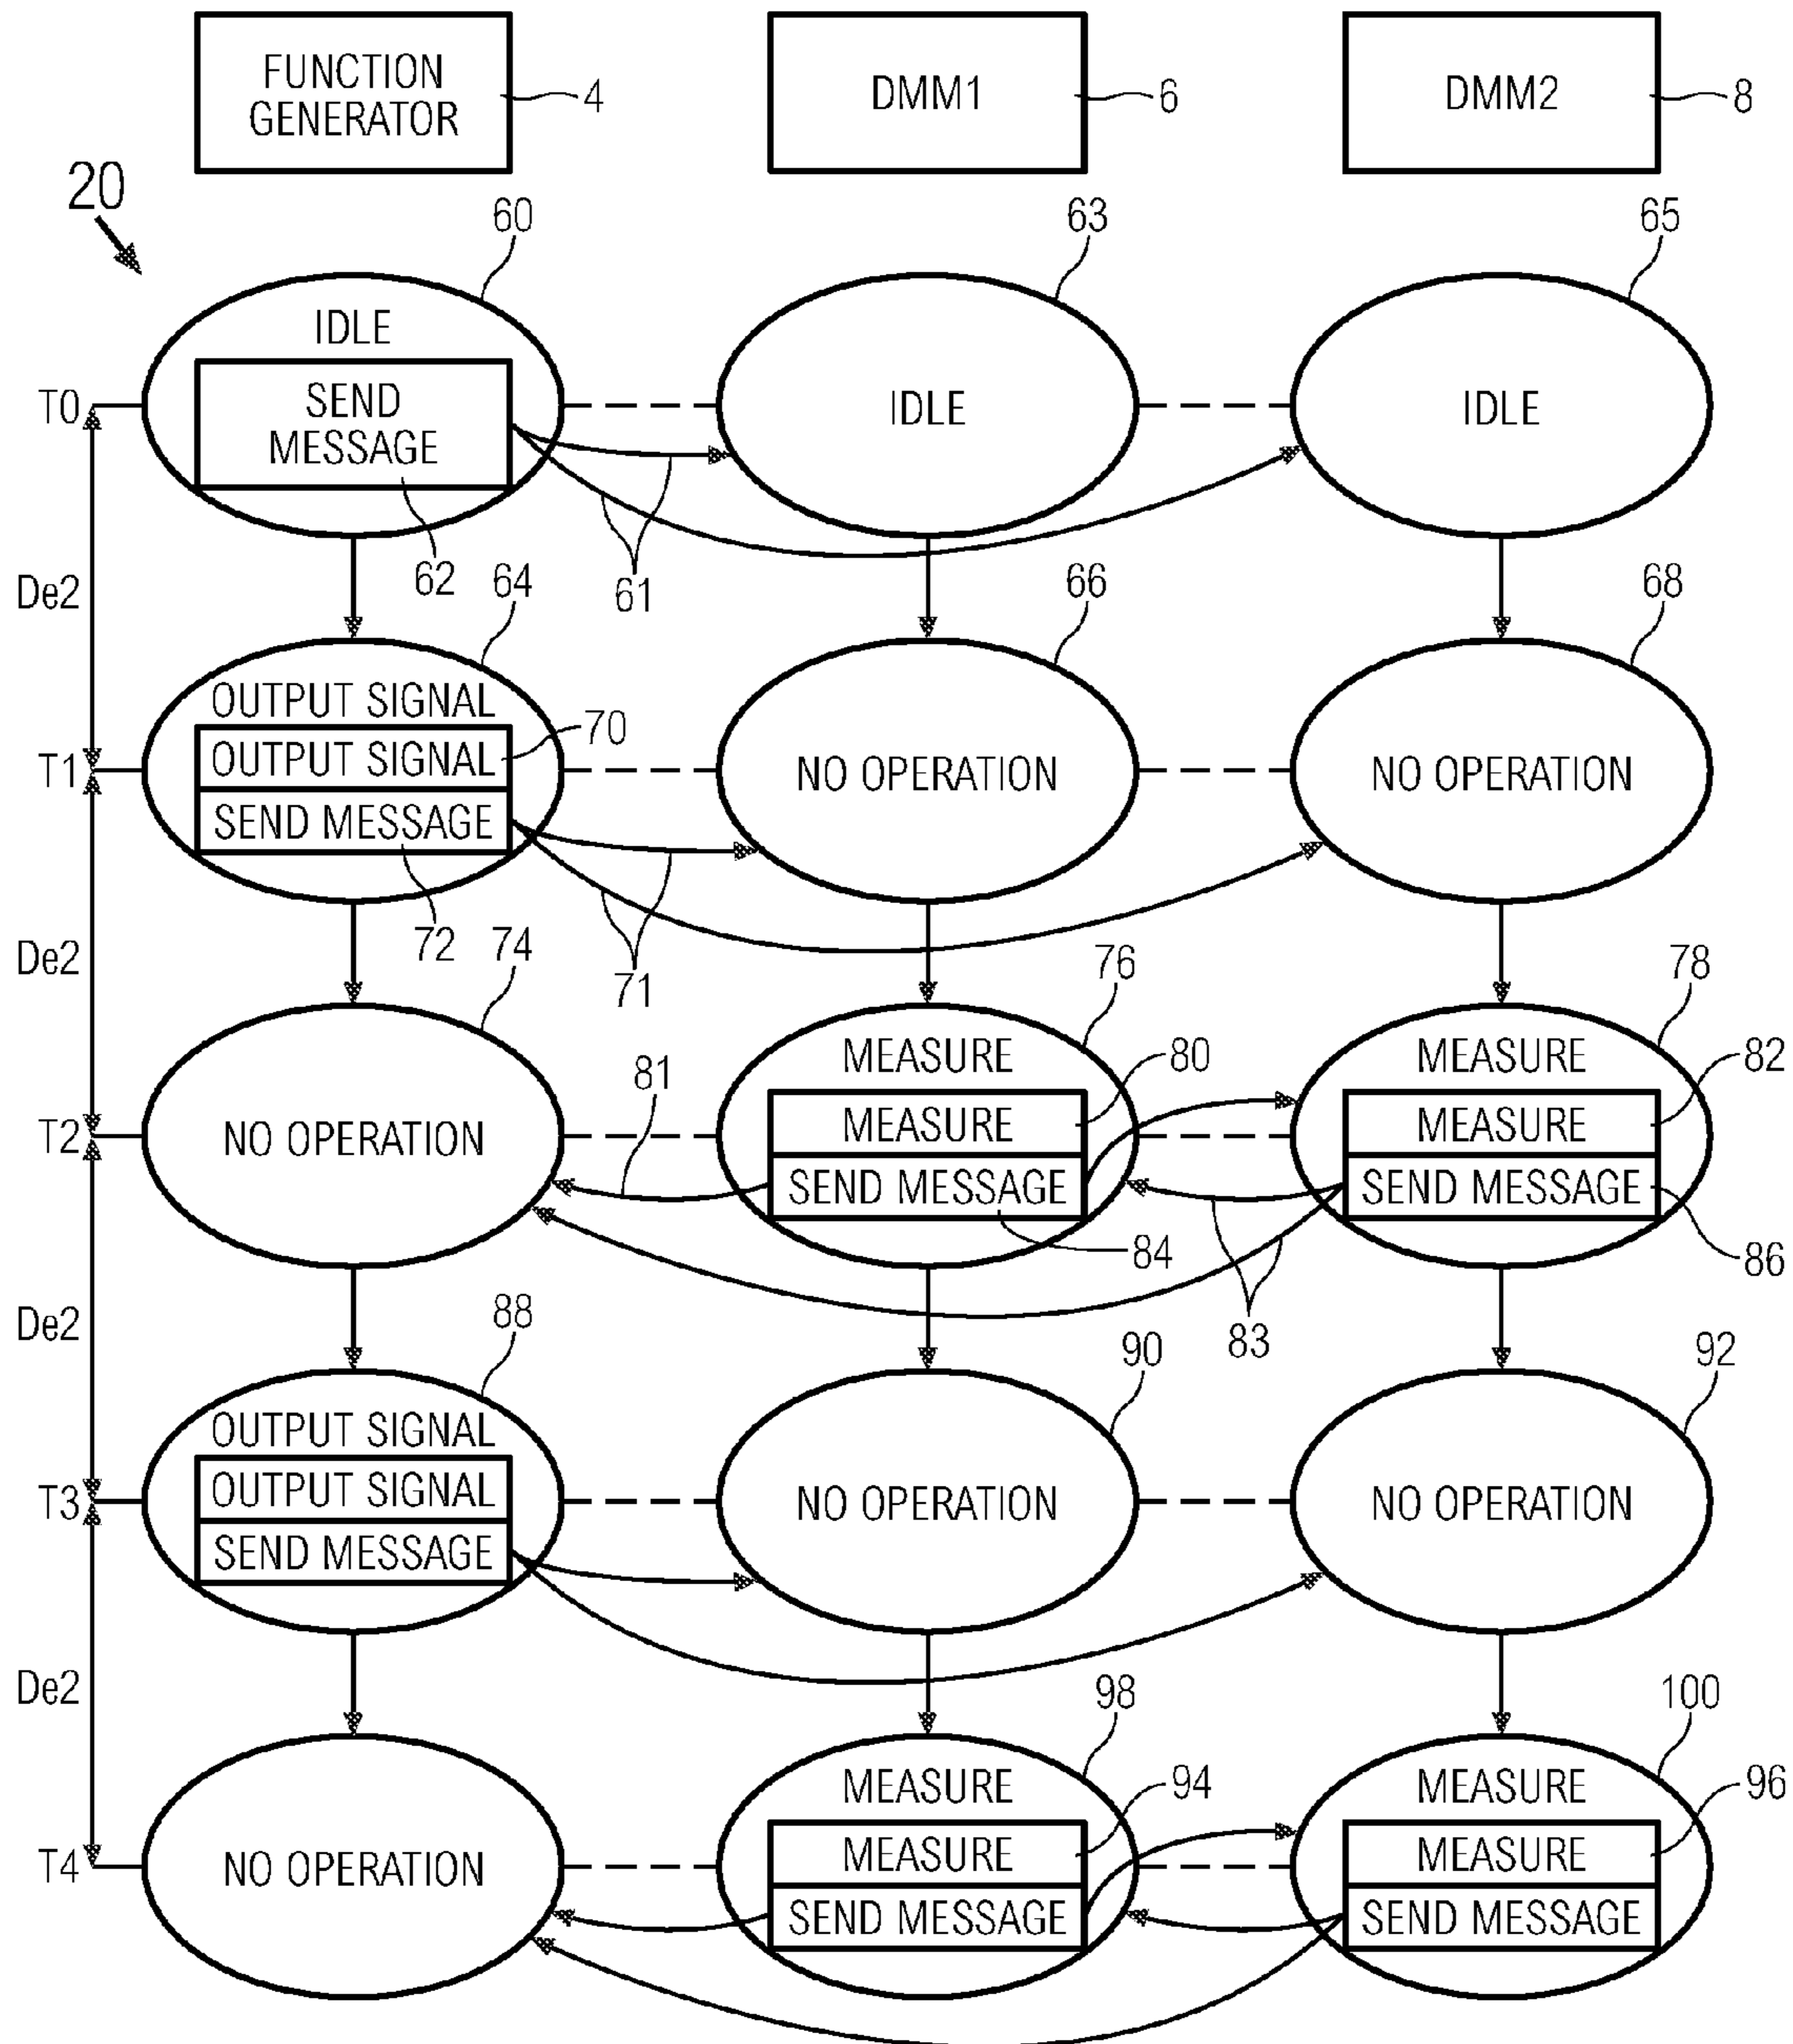 FUNCTION
GENERATOR
4
DMM1
6
DMM2
8
20
60
63
65
IDLE
SEND
MESSAGE
T0
IDLE
IDLE
62
61
De2
64
66
68
OUTPUT SIGNAL
70
OUTPUT SIGNAL
T1
SEND MESSAGE
NO OPERATION
NO OPERATION
72
71
De2
74
76
78
81
MEASURE
80
MEASURE
82
MEASURE
MEASURE
T2
NO OPERATION
SEND MESSAGE
SEND MESSAGE
84
86
83
De2
88
90
92
OUTPUT SIGNAL
OUTPUT SIGNAL
T3
SEND MESSAGE
NO OPERATION
NO OPERATION
De2
98
100
MEASURE
94
MEASURE
96
MEASURE
MEASURE
T4
NO OPERATION
SEND MESSAGE
SEND MESSAGE